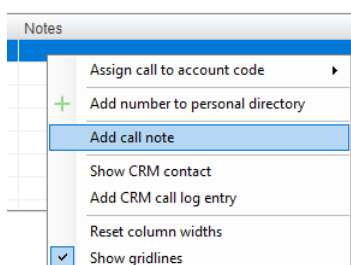 Notes
Assign call to account code
Add number to personal directory
Add call note
Show CRM contact
Add CRM call log entry
Reset column widths
Show gridlines